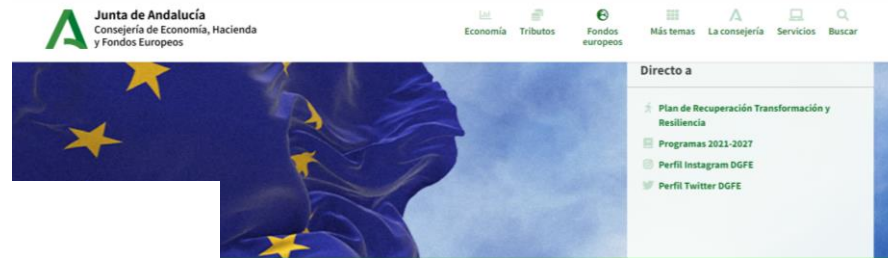 Junta de Andalucía
Consejería de Economía, Hacienda
y Fondos Europeos
Economía
Tributos
Fondos
europeos
Más temas
La consejería
Servicios
Buscar
Directo a
Plan de Recuperación Transformación y
Resiliencia
Programas 2021-2027
Perfil Instagram DGFE
Perfil Twitter DGFE